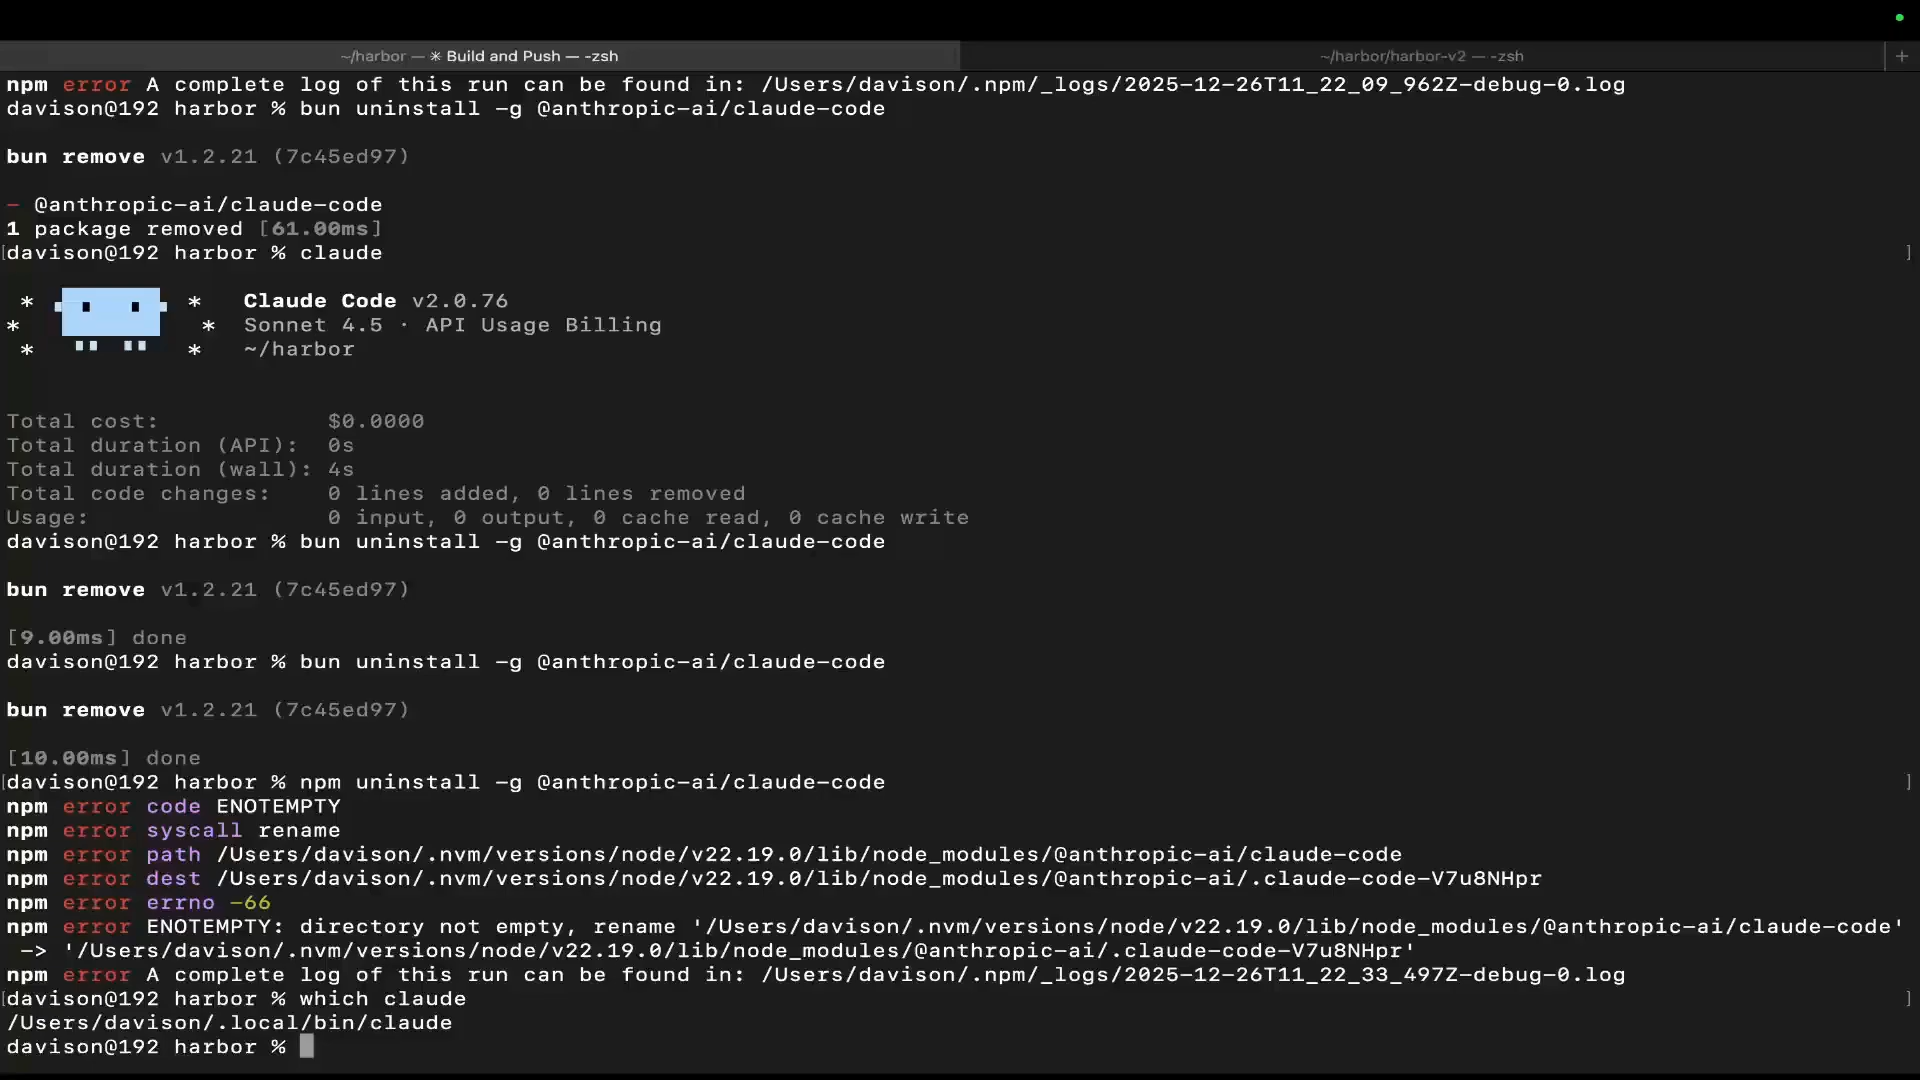 ~/harbor — ✳ Build and Push — -zsh
~/harbor/harbor-v2 — -zsh
+
npm error A complete log of this run can be found in: /Users/davison/.npm/_logs/2025-12-26T11_22_09_962Z-debug-0.log
davison@192 harbor % bun uninstall -g @anthropic-ai/claude-code
bun remove v1.2.21 (7c45ed97)
- @anthropic-ai/claude-code
1 package removed [61.00ms]
[davison@192 harbor % claude ]
* * Claude Code v2.0.76
* * Sonnet 4.5 · API Usage Billing
* * ~/harbor
Total cost: $0.0000
Total duration (API): 0s
Total duration (wall): 4s
Total code changes: 0 lines added, 0 lines removed
Usage: 0 input, 0 output, 0 cache read, 0 cache write
davison@192 harbor % bun uninstall -g @anthropic-ai/claude-code
bun remove v1.2.21 (7c45ed97)
[9.00ms] done
davison@192 harbor % bun uninstall -g @anthropic-ai/claude-code
bun remove v1.2.21 (7c45ed97)
[10.00ms] done
[davison@192 harbor % npm uninstall -g @anthropic-ai/claude-code ]
npm error code ENOTEMPTY
npm error syscall rename
npm error path /Users/davison/.nvm/versions/node/v22.19.0/lib/node_modules/@anthropic-ai/claude-code
npm error dest /Users/davison/.nvm/versions/node/v22.19.0/lib/node_modules/@anthropic-ai/.claude-code-V7u8NHpr
npm error errno -66
npm error ENOTEMPTY: directory not empty, rename '/Users/davison/.nvm/versions/node/v22.19.0/lib/node_modules/@anthropic-ai/claude-code'
-> '/Users/davison/.nvm/versions/node/v22.19.0/lib/node_modules/@anthropic-ai/.claude-code-V7u8NHpr'
npm error A complete log of this run can be found in: /Users/davison/.npm/_logs/2025-12-26T11_22_33_497Z-debug-0.log
[davison@192 harbor % which claude ]
/Users/davison/.local/bin/claude
davison@192 harbor %